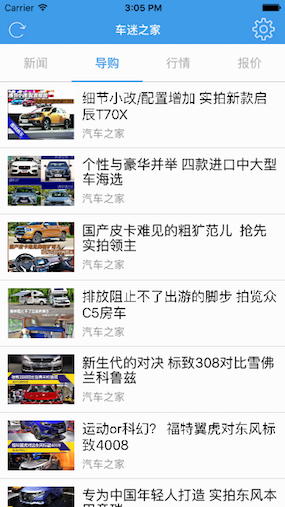 Carrier
3:05 PM
车迷之家
新闻 导购 行情 报价
细节小改/配置增加 实拍新款启
辰T70X
汽车之家
个性与豪华并举 四款进口中大型
车海选
汽车之家
国产皮卡难见的粗犷范儿 抢先
实拍领主
汽车之家
排放阻止不了出游的脚步 拍览众
C5房车
汽车之家
新生代的对决 标致308对比雪佛
兰科鲁兹
汽车之家
运动or科幻? 福特翼虎对东风标
致4008
汽车之家
专为中国年轻人打造 实拍东风本